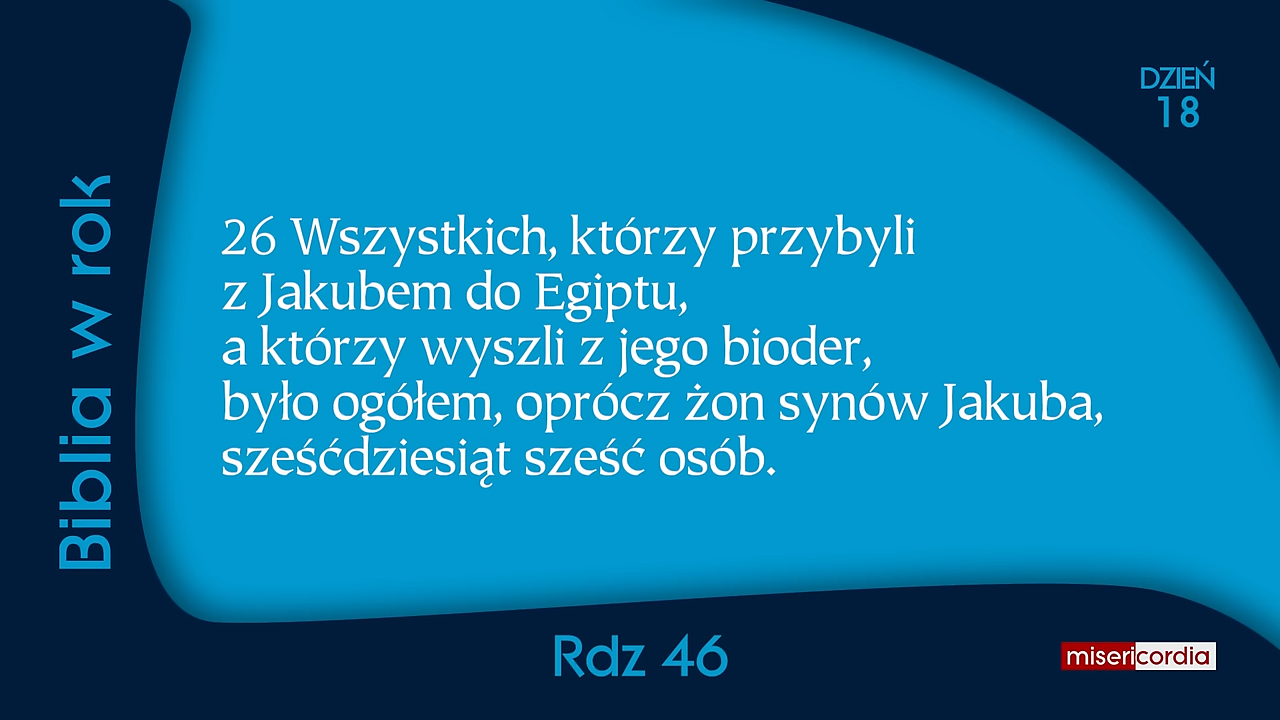 DZIEŃ
18
Biblia w rok
26 Wszystkich, którzy przybyli
z Jakubem do Egiptu,
a którzy wyszli z jego bioder,
było ogółem, oprócz żon synów Jakuba,
sześćdziesiąt sześć osób.
Rdz 46
misericordia